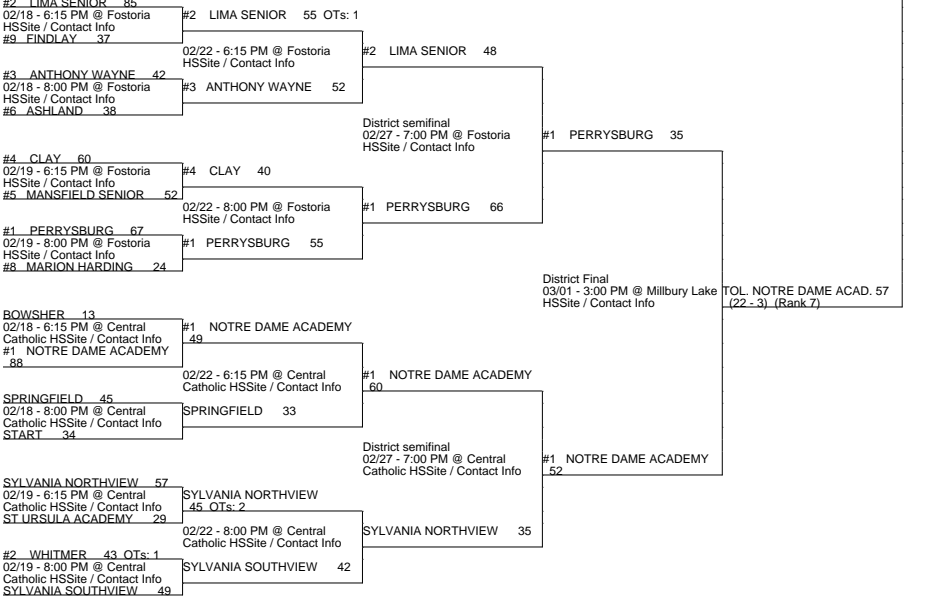 #2 LIMA SENIOR 85
02/18 - 6:15 PM @ Fostoria
HSSite / Contact Info
#9 FINDLAY 37
#2 LIMA SENIOR 55 OTs: 1
02/22 - 6:15 PM @ Fostoria
HSSite / Contact Info
#3 ANTHONY WAYNE 42
02/18 - 8:00 PM @ Fostoria
HSSite / Contact Info
#6 ASHLAND 38
#3 ANTHONY WAYNE 52
#2 LIMA SENIOR 48
District semifinal
02/27 - 7:00 PM @ Fostoria
HSSite / Contact Info
#4 CLAY 60
02/19 - 6:15 PM @ Fostoria
HSSite / Contact Info
#5 MANSFIELD SENIOR 52
#4 CLAY 40
02/22 - 8:00 PM @ Fostoria
HSSite / Contact Info
#1 PERRYSBURG 67
02/19 - 8:00 PM @ Fostoria
HSSite / Contact Info
#8 MARION HARDING 24
#1 PERRYSBURG 55
#1 PERRYSBURG 66
#1 PERRYSBURG 35
District Final
03/01 - 3:00 PM @ Millbury Lake
HSSite / Contact Info
TOL. NOTRE DAME ACAD. 57
(22 - 3) (Rank 7)
BOWSHER 13
02/18 - 6:15 PM @ Central
Catholic HSSite / Contact Info
#1 NOTRE DAME ACADEMY
88
#1 NOTRE DAME ACADEMY
49
02/22 - 6:15 PM @ Central
Catholic HSSite / Contact Info
SPRINGFIELD 45
02/18 - 8:00 PM @ Central
Catholic HSSite / Contact Info
START 34
SPRINGFIELD 33
#1 NOTRE DAME ACADEMY
60
District semifinal
02/27 - 7:00 PM @ Central
Catholic HSSite / Contact Info
#1 NOTRE DAME ACADEMY
52
SYLVANIA NORTHVIEW 57
02/19 - 6:15 PM @ Central
Catholic HSSite / Contact Info
ST URSULA ACADEMY 29
SYLVANIA NORTHVIEW
45 OTs: 2
02/22 - 8:00 PM @ Central
Catholic HSSite / Contact Info
#2 WHITMER 43 OTs: 1
02/19 - 8:00 PM @ Central
Catholic HSSite / Contact Info
SYLVANIA SOUTHVIEW 49
SYLVANIA SOUTHVIEW 42
SYLVANIA NORTHVIEW 35